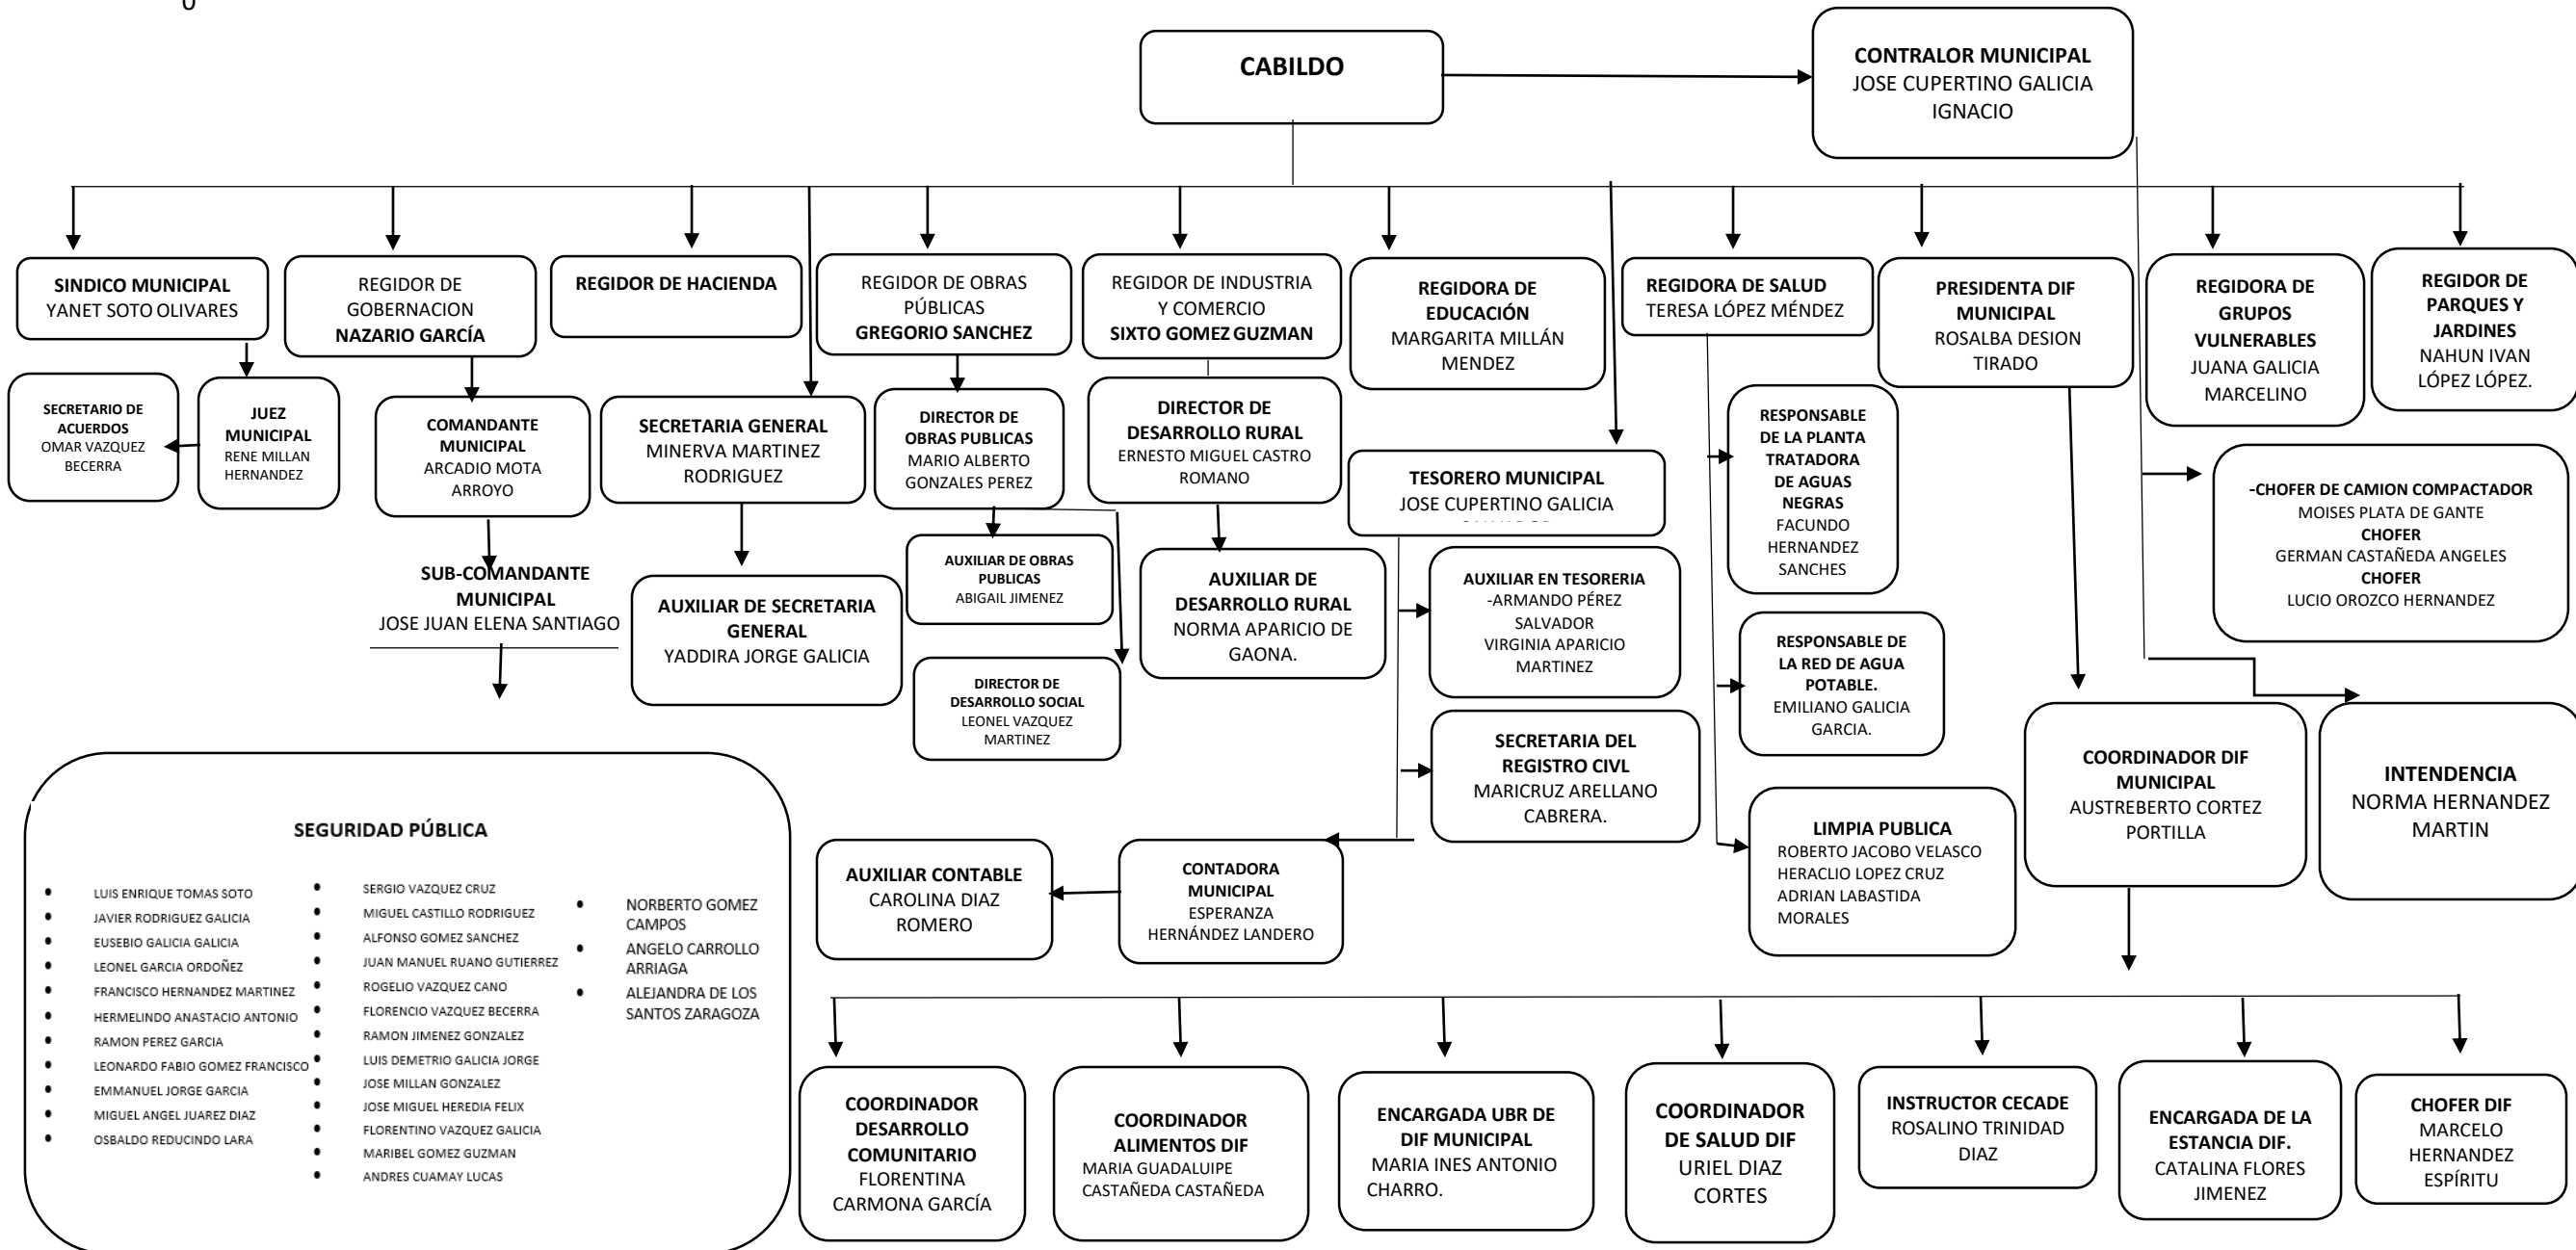 0
CABILDO
CONTRALOR MUNICIPAL
JOSE CUPERTINO GALICIA
IGNACIO
SINDICO MUNICIPAL
YANET SOTO OLIVARES
REGIDOR DE
GOBERNACION
NAZARIO GARCÍA
REGIDOR DE HACIENDA
REGIDOR DE OBRAS
PÚBLICAS
GREGORIO SANCHEZ
REGIDOR DE INDUSTRIA
Y COMERCIO
SIXTO GOMEZ GUZMAN
REGIDORA DE
EDUCACIÓN
MARGARITA MILLÁN
MENDEZ
REGIDORA DE SALUD
TERESA LÓPEZ MÉNDEZ
PRESIDENTA DIF
MUNICIPAL
ROSALBA DESION
TIRADO
REGIDORA DE
GRUPOS
VULNERABLES
JUANA GALICIA
MARCELINO
REGIDOR DE
PARQUES Y
JARDINES
NAHUN IVAN
LÓPEZ LÓPEZ.
SECRETARIO DE
ACUERDOS
OMAR VAZQUEZ
BECERRA
JUEZ
MUNICIPAL
RENE MILLAN
HERNANDEZ
COMANDANTE
MUNICIPAL
ARCADIO MOTA
ARROYO
SECRETARIA GENERAL
MINERVA MARTINEZ
RODRIGUEZ
DIRECTOR DE
OBRAS PUBLICAS
MARIO ALBERTO
GONZALES PEREZ
DIRECTOR DE
DESARROLLO RURAL
ERNESTO MIGUEL CASTRO
ROMANO
TESORERO MUNICIPAL
JOSE CUPERTINO GALICIA
RESPONSABLE
DE LA PLANTA
TRATADORA
DE AGUAS
NEGRAS
FACUNDO
HERNANDEZ
SANCHES
-CHOFER DE CAMION COMPACTADOR
MOISES PLATA DE GANTE
CHOFER
GERMAN CASTAÑEDA ANGELES
CHOFER
LUCIO OROZCO HERNANDEZ
SUB-COMANDANTE
MUNICIPAL
JOSE JUAN ELENA SANTIAGO
AUXILIAR DE SECRETARIA
GENERAL
YADDIRA JORGE GALICIA
AUXILIAR DE OBRAS
PUBLICAS
ABIGAIL JIMENEZ
AUXILIAR DE
DESARROLLO RURAL
NORMA APARICIO DE
GAONA.
AUXILIAR EN TESORERIA
-ARMANDO PÉREZ
SALVADOR
VIRGINIA APARICIO
MARTINEZ
RESPONSABLE DE
LA RED DE AGUA
POTABLE.
EMILIANO GALICIA
GARCIA.
DIRECTOR DE
DESARROLLO SOCIAL
LEONEL VAZQUEZ
MARTINEZ
SECRETARIA DEL
REGISTRO CIVL
MARICRUZ ARELLANO
CABRERA.
COORDINADOR DIF
MUNICIPAL
AUSTREBERTO CORTEZ
PORTILLA
INTENDENCIA
NORMA HERNANDEZ
MARTIN
LIMPIA PUBLICA
ROBERTO JACOBO VELASCO
HERACLIO LOPEZ CRUZ
ADRIAN LABASTIDA
MORALES
AUXILIAR CONTABLE
CAROLINA DIAZ
ROMERO
CONTADORA
MUNICIPAL
ESPERANZA
HERNÁNDEZ LANDERO
SEGURIDAD PÚBLICA
• LUIS ENRIQUE TOMAS SOTO
• JAVIER RODRIGUEZ GALICIA
• EUSEBIO GALICIA GALICIA
• LEONEL GARCIA ORDOÑEZ
• FRANCISCO HERNANDEZ MARTINEZ
• HERMELINDO ANASTACIO ANTONIO
• RAMON PEREZ GARCIA
• LEONARDO FABIO GOMEZ FRANCISCO
• EMMANUEL JORGE GARCIA
• MIGUEL ANGEL JUAREZ DIAZ
• OSBALDO REDUCINDO LARA
• SERGIO VAZQUEZ CRUZ
• MIGUEL CASTILLO RODRIGUEZ
• ALFONSO GOMEZ SANCHEZ
• JUAN MANUEL RUANO GUTIERREZ
• ROGELIO VAZQUEZ CANO
• FLORENCIO VAZQUEZ BECERRA
• RAMON JIMENEZ GONZALEZ
• LUIS DEMETRIO GALICIA JORGE
• JOSE MILLAN GONZALEZ
• JOSE MIGUEL HEREDIA FELIX
• FLORENTINO VAZQUEZ GALICIA
• MARIBEL GOMEZ GUZMAN
• ANDRES CUAMAY LUCAS
• NORBERTO GOMEZ
CAMPOS
• ANGELO CARROLLO
ARRIAGA
• ALEJANDRA DE LOS
SANTOS ZARAGOZA
COORDINADOR
DESARROLLO
COMUNITARIO
FLORENTINA
CARMONA GARCÍA
COORDINADOR
ALIMENTOS DIF
MARIA GUADALUIPE
CASTAÑEDA CASTAÑEDA
ENCARGADA UBR DE
DIF MUNICIPAL
MARIA INES ANTONIO
CHARRO.
COORDINADOR
DE SALUD DIF
URIEL DIAZ
CORTES
INSTRUCTOR CECADE
ROSALINO TRINIDAD
DIAZ
ENCARGADA DE LA
ESTANCIA DIF.
CATALINA FLORES
JIMENEZ
CHOFER DIF
MARCELO
HERNANDEZ
ESPÍRITU